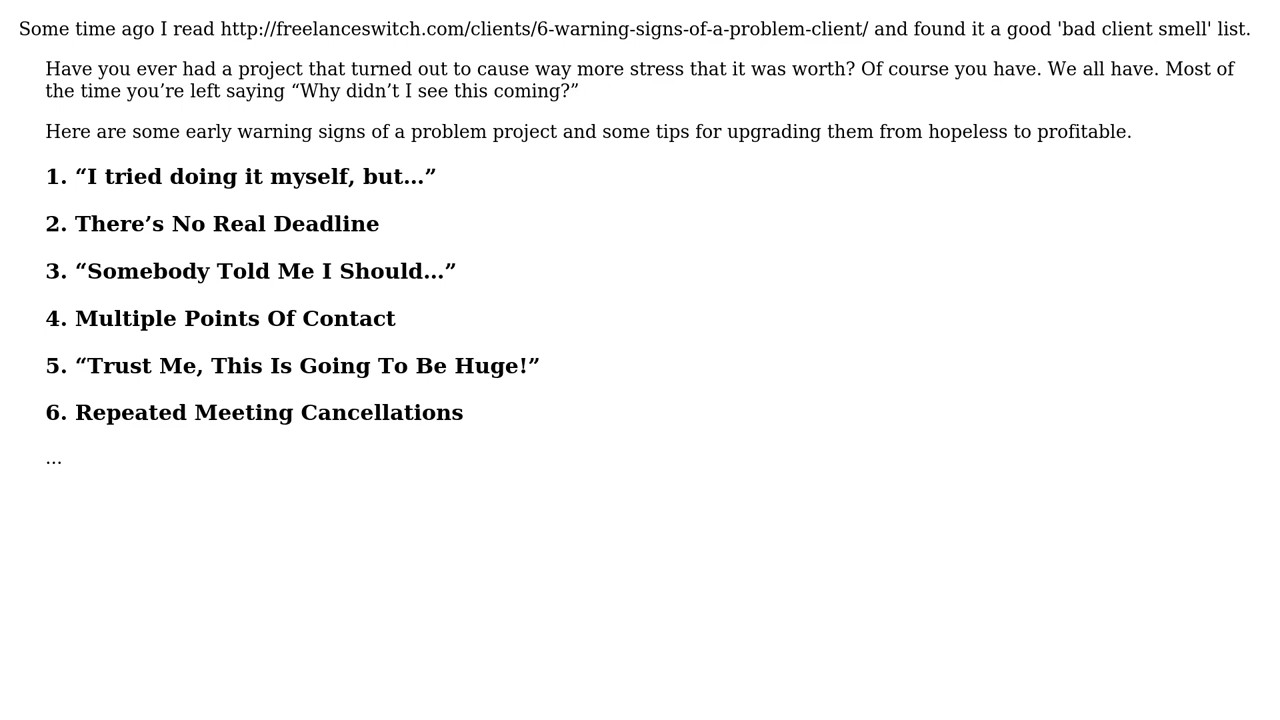 Some time ago I read http://freelanceswitch.com/clients/6-warning-signs-of-a-problem-client/ and found it a good 'bad client smell' list.
Have you ever had a project that turned out to cause way more stress that it was worth? Of course you have. We all have. Most of
the time you’re left saying “Why didn’t I see this coming?”
Here are some early warning signs of a problem project and some tips for upgrading them from hopeless to profitable.
1. “I tried doing it myself, but…”
2. There’s No Real Deadline
3. “Somebody Told Me I Should…”
4. Multiple Points Of Contact
5. “Trust Me, This Is Going To Be Huge!”
6. Repeated Meeting Cancellations
...